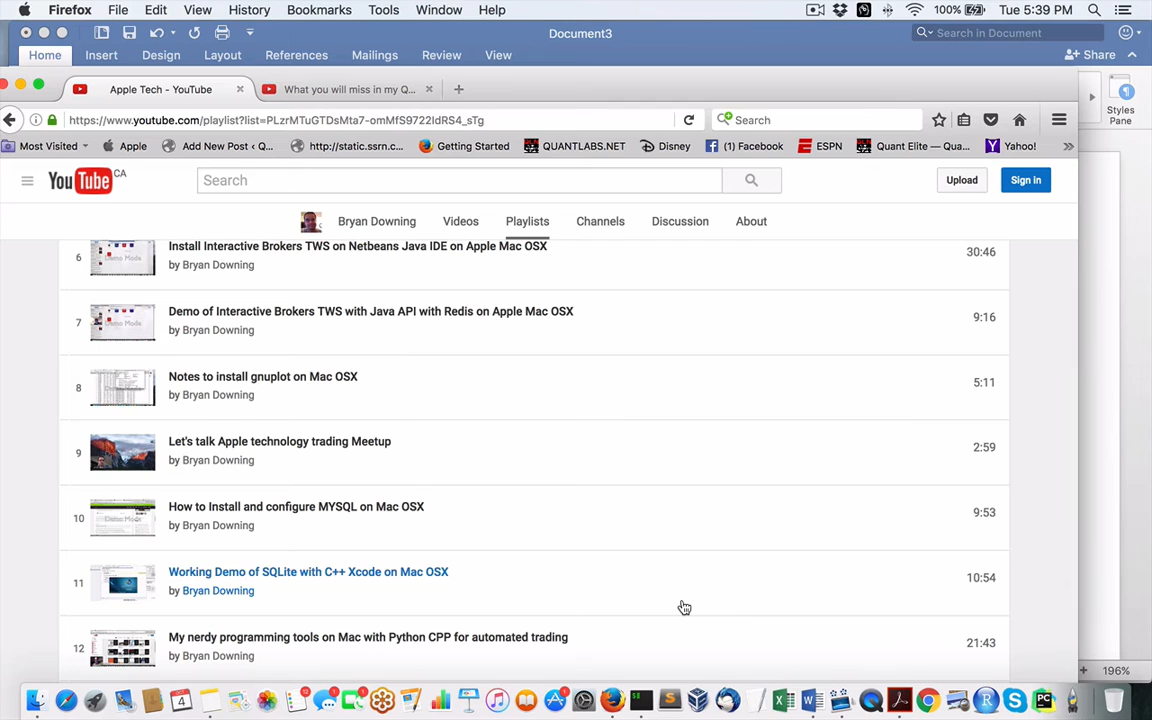 Firefox File Edit View History Bookmarks Tools Window Help 100% Tue 5:39 PM
Document3 Search in Document
Home Insert Design Layout References Mailings Review View Share
Apple Tech - YouTube What you will miss in my Q...
Styles Pane
https://www.youtube.com/playlist?list=PLzrMTuGTDsMta7-omMfS9722IdRS4_sTg Search
Most Visited Apple Add New Post ‹ Q... http://static.ssrn.c... Getting Started QUANTLABS.NET Disney (1) Facebook ESPN Quant Elite — Qua... Yahoo!
YouTube CA Search Upload Sign in
Bryan Downing Videos Playlists Channels Discussion About
6 Install Interactive Brokers TWS on Netbeans Java IDE on Apple Mac OSX 30:46
by Bryan Downing
7 Demo of Interactive Brokers TWS with Java API with Redis on Apple Mac OSX 9:16
by Bryan Downing
8 Notes to install gnuplot on Mac OSX 5:11
by Bryan Downing
9 Let's talk Apple technology trading Meetup 2:59
by Bryan Downing
10 How to Install and configure MYSQL on Mac OSX 9:53
by Bryan Downing
11 Working Demo of SQLite with C++ Xcode on Mac OSX 10:54
by Bryan Downing
12 My nerdy programming tools on Mac with Python CPP for automated trading 21:43
by Bryan Downing
196%